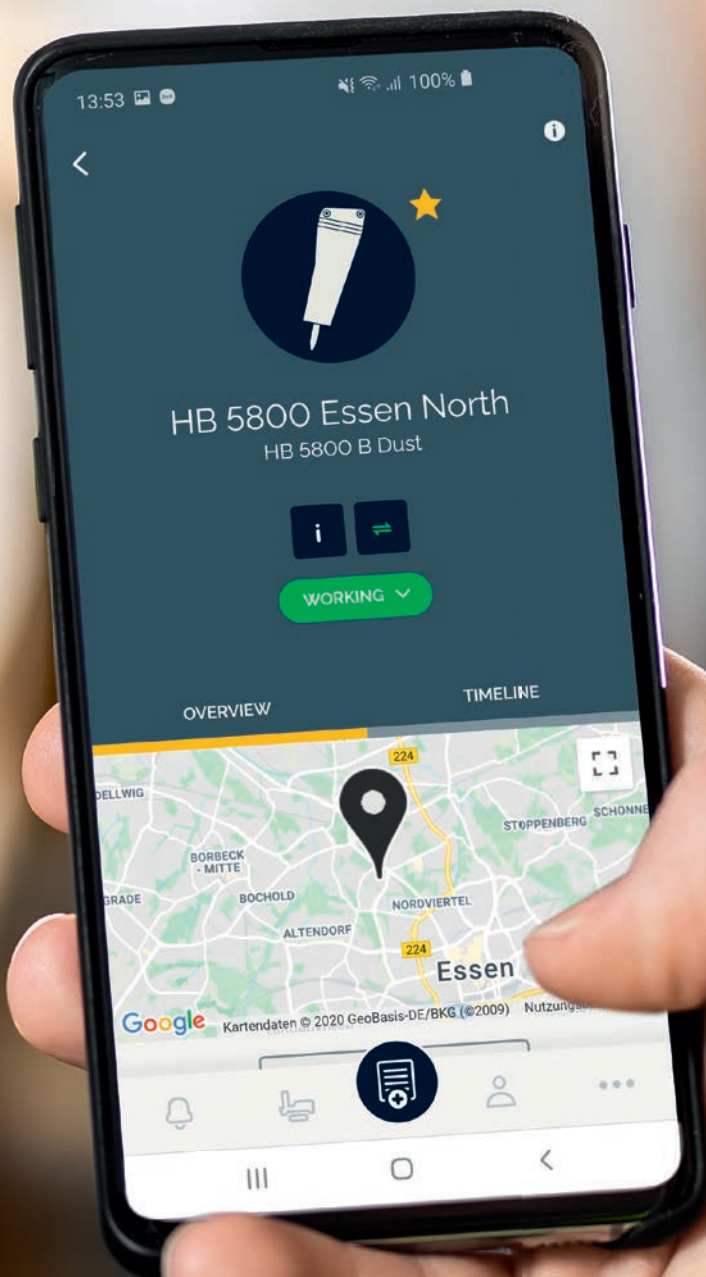 13:53
100%
HB 5800 Essen North
HB 5800 B Dust
i
WORKING
OVERVIEW
TIMELINE
224
DELLWIG
STOPPENBERG
SCHONNE
BORBECK
- MITTE
GRADE
BOCHOLD
NORDVIERTEL
ALTENDORF
224
Essen
Google
Kartendaten © 2020 GeoBasis-DE/BKG (©2009)